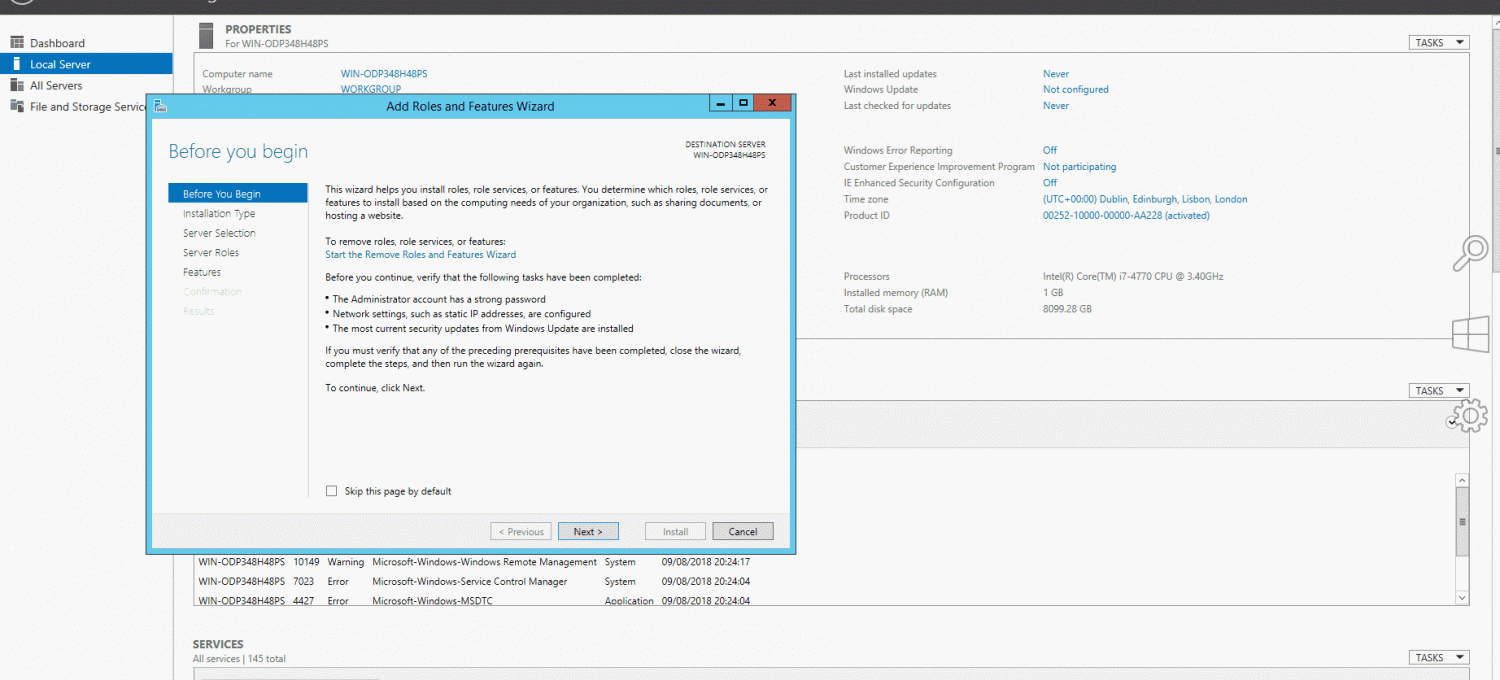 Dashboard
Local Server
All Servers
File and Storage Service
PROPERTIES
For WIN-ODP348H48PS
TASKS
Computer name WIN-ODP348H48PS
Workgroup WORKGROUP
Last installed updates Never
Windows Update Not configured
Last checked for updates Never
Windows Error Reporting Off
Customer Experience Improvement Program Not participating
IE Enhanced Security Configuration Off
Time zone (UTC+00:00) Dublin, Edinburgh, Lisbon, London
Product ID 00252-10000-00000-AA228 (activated)
Processors Intel(R) Core(TM) i7-4770 CPU @ 3.40GHz
Installed memory (RAM) 1 GB
Total disk space 8099.28 GB
Add Roles and Features Wizard
Before you begin
DESTINATION SERVER
WIN-ODP348H48PS
Before You Begin
Installation Type
Server Selection
Server Roles
Features
Confirmation
Results
This wizard helps you install roles, role services, or features. You determine which roles, role services, or
features to install based on the computing needs of your organization, such as sharing documents, or
hosting a website.
To remove roles, role services, or features:
Start the Remove Roles and Features Wizard
Before you continue, verify that the following tasks have been completed:
• The Administrator account has a strong password
• Network settings, such as static IP addresses, are configured
• The most current security updates from Windows Update are installed
If you must verify that any of the preceding prerequisites have been completed, close the wizard,
complete the steps, and then run the wizard again.
To continue, click Next.
Skip this page by default
< Previous Next > Install Cancel
TASKS
WIN-ODP348H48PS 10149 Warning Microsoft-Windows-Windows Remote Management System 09/08/2018 20:24:17
WIN-ODP348H48PS 7023 Error Microsoft-Windows-Service Control Manager System 09/08/2018 20:24:04
WIN-ODP348H48PS 4427 Error Microsoft-Windows-MSDTC Application 09/08/2018 20:24:04
SERVICES
All services | 145 total
TASKS